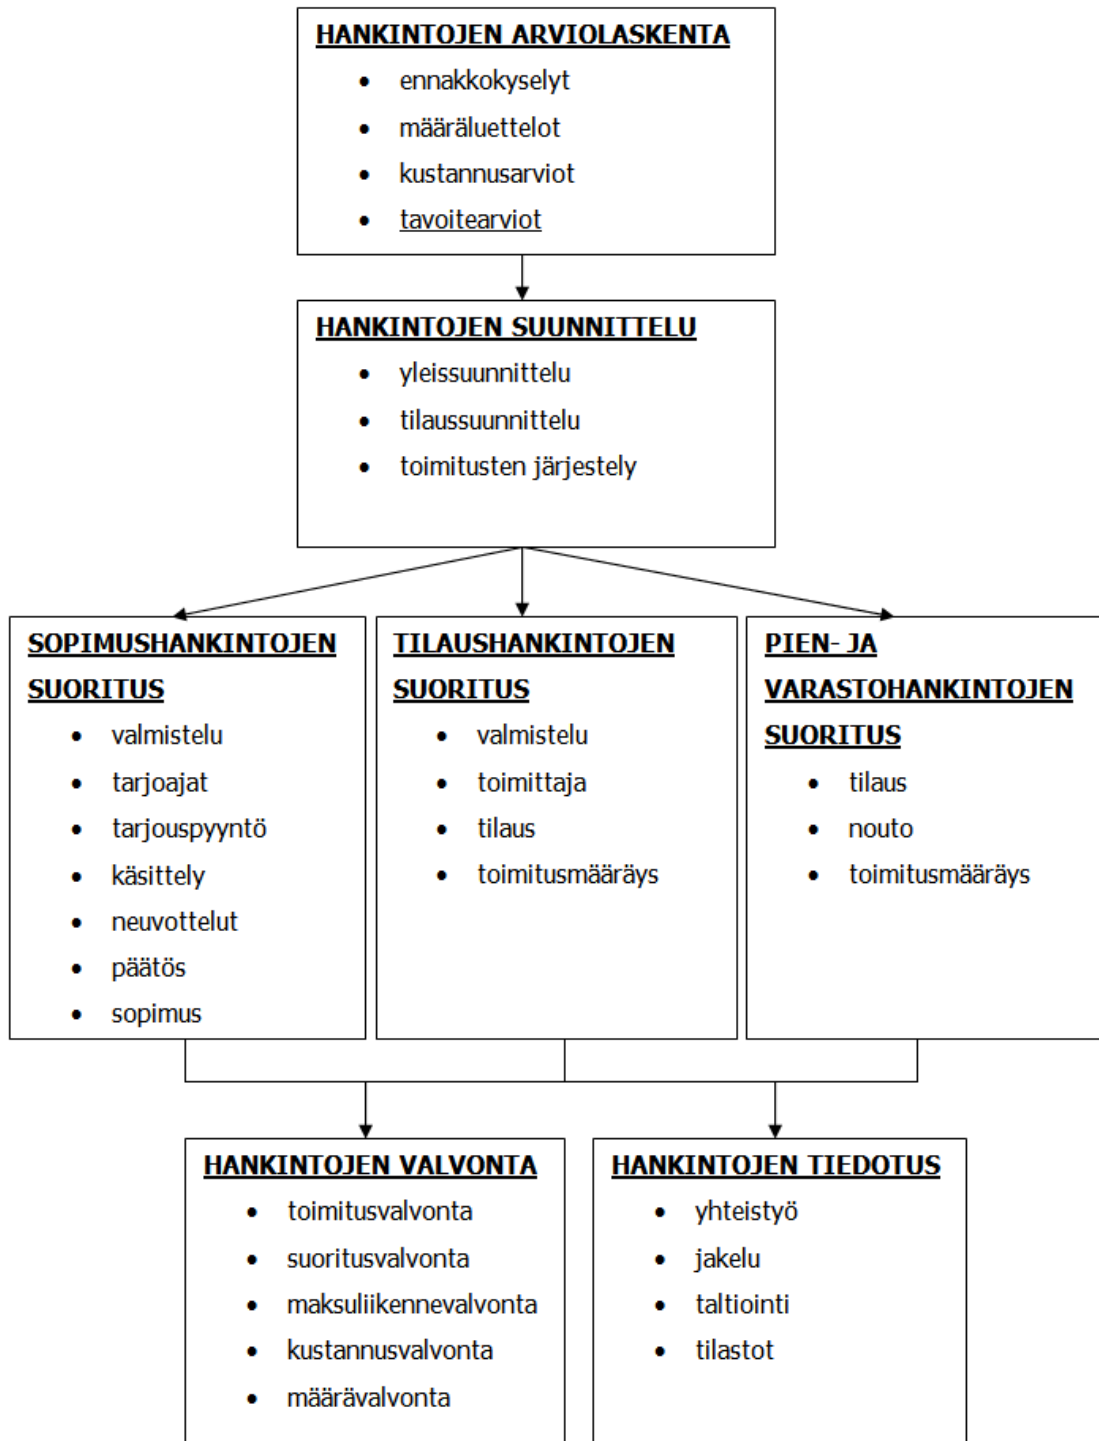 HANKINTOJEN ARVIOLASKENTA
• ennakkokyselyt
• määräluettelot
• kustannusarviot
• tavoitearviot
HANKINTOJEN SUUNNITTELU
• yleissuunnittelu
• tilaussuunnittelu
• toimitusten järjestely
SOPIMUSHANKINTOJEN
SUORITUS
• valmistelu
• tarjoajat
• tarjouspyyntö
• käsittely
• neuvottelut
• päätös
• sopimus
TILAUSHANKINTOJEN
SUORITUS
• valmistelu
• toimittaja
• tilaus
• toimitusmääräys
PIEN- JA
VARASTOHANKINTOJEN
SUORITUS
• tilaus
• nouto
• toimitusmääräys
HANKINTOJEN VALVONTA
• toimitusvalvonta
• suoritusvalvonta
• maksuliikennevalvonta
• kustannusvalvonta
• määrävalvonta
HANKINTOJEN TIEDOTUS
• yhteistyö
• jakelu
• taltiointi
• tilastot